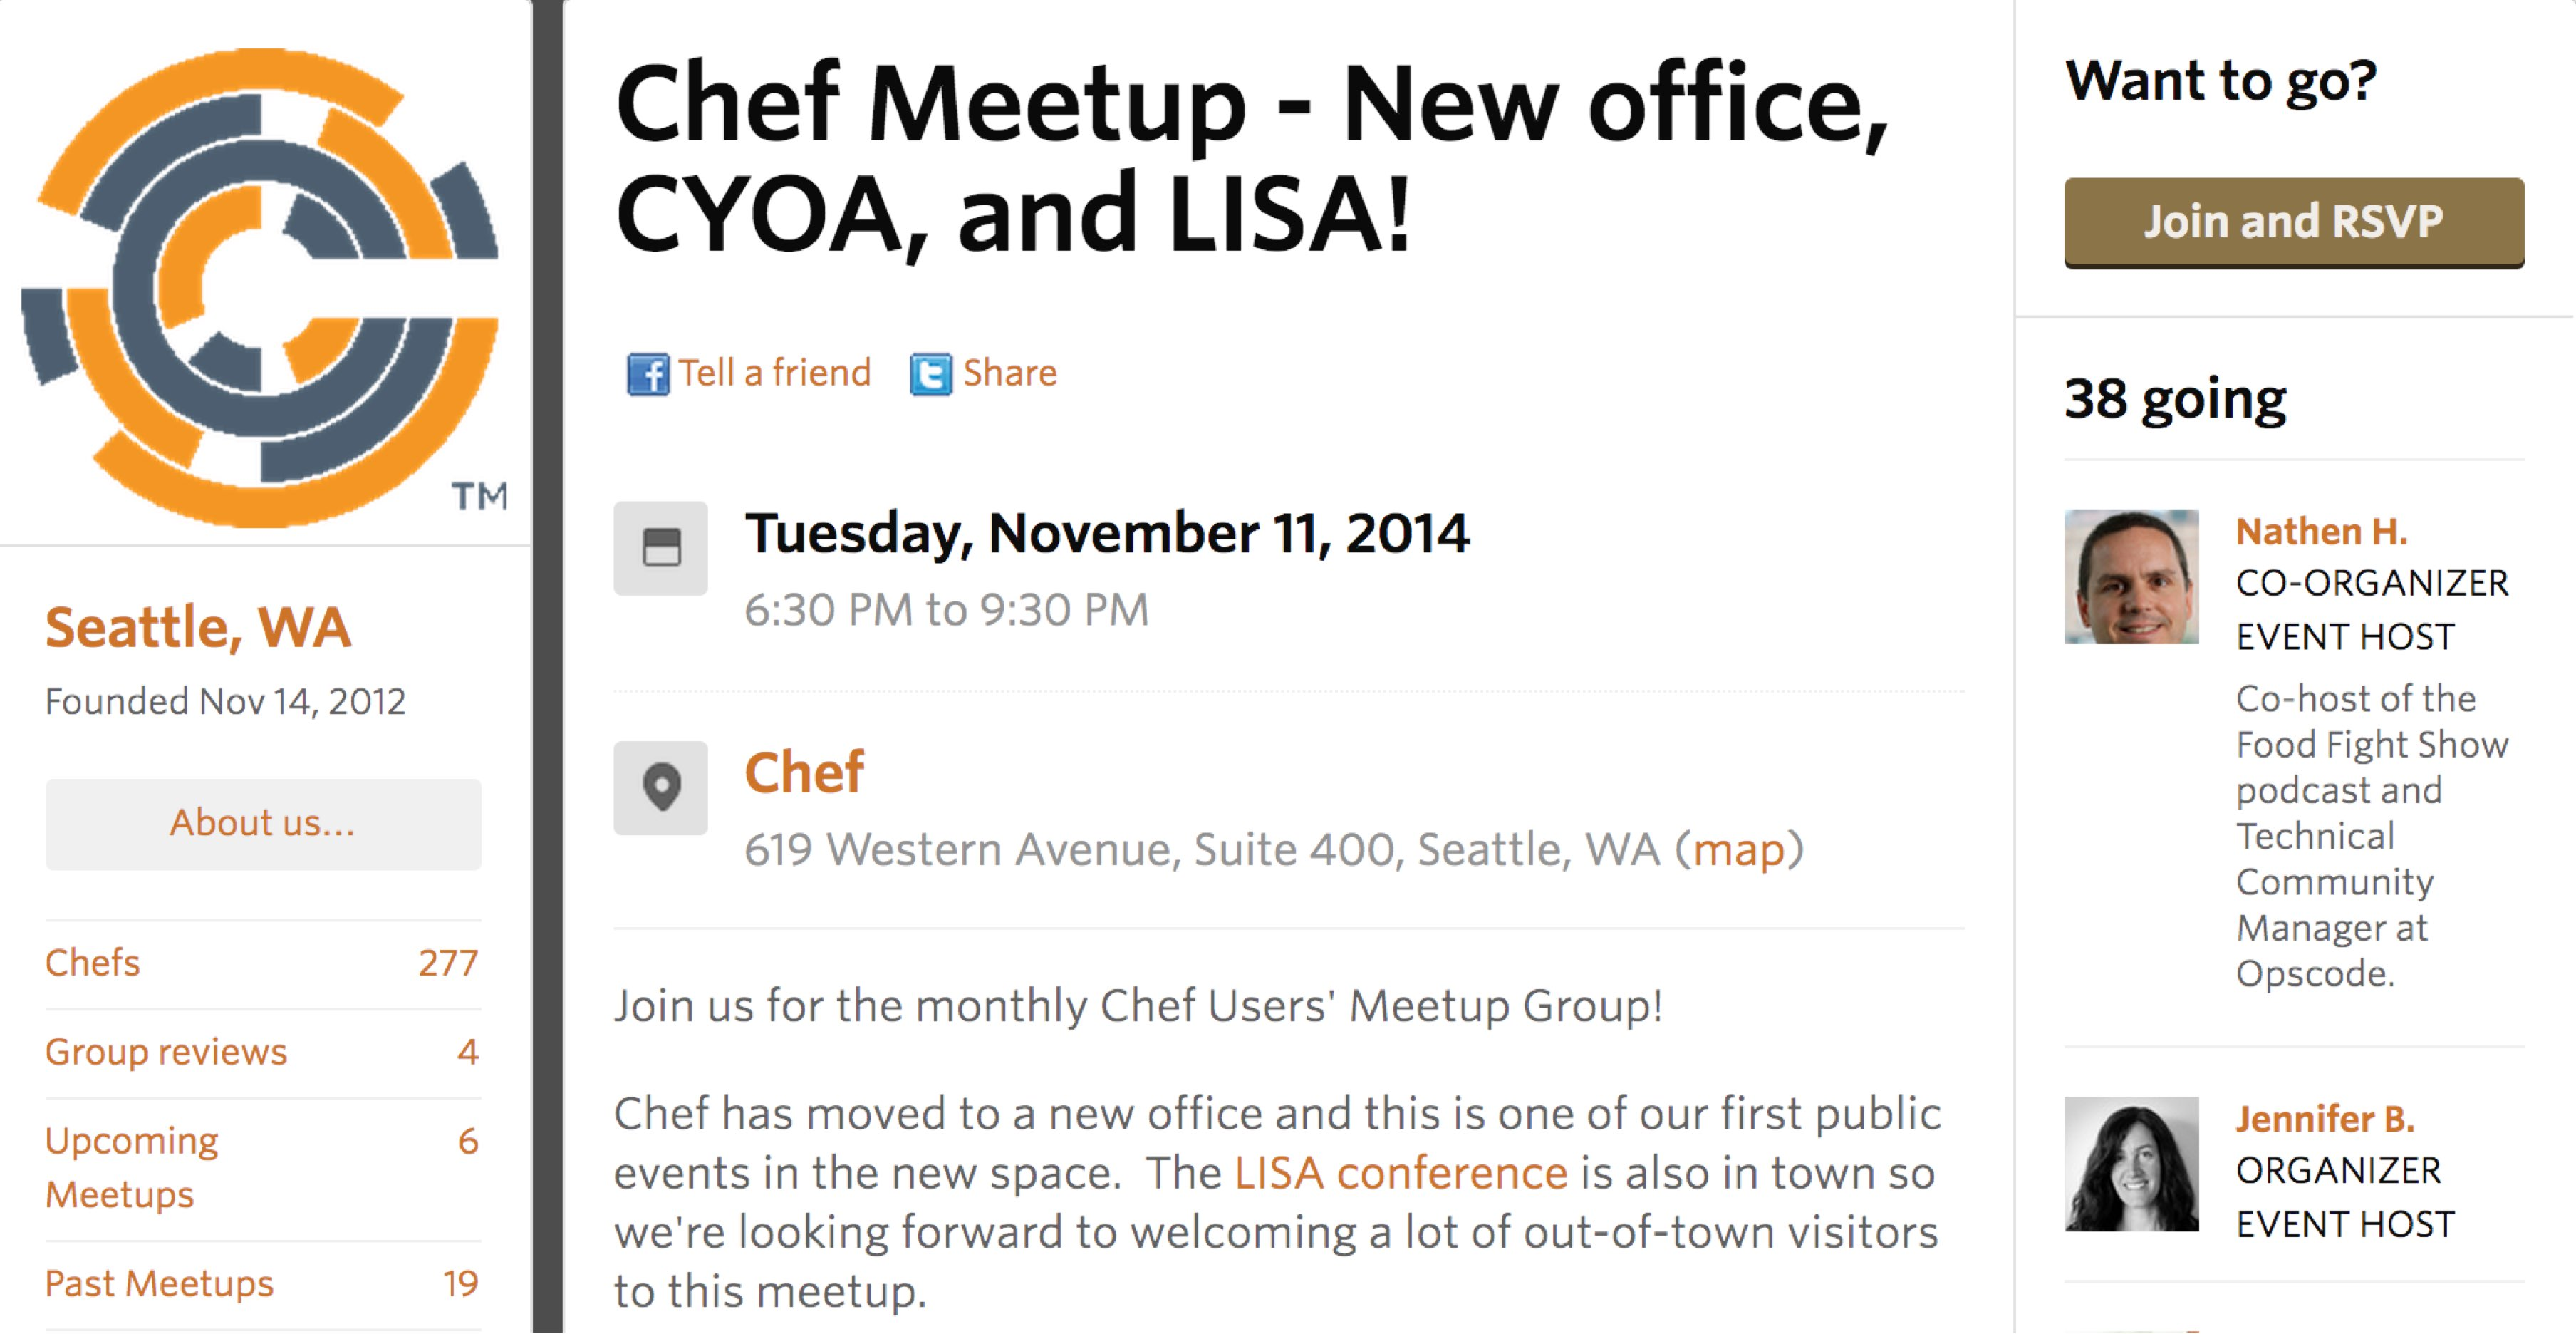 TM
Seattle, WA
Founded Nov 14, 2012
About us...
Chefs 277
Group reviews 4
Upcoming 6
Meetups
Past Meetups 19
Chef Meetup - New office,
CYOA, and LISA!
Tell a friend Share
Tuesday, November 11, 2014
6:30 PM to 9:30 PM
Chef
619 Western Avenue, Suite 400, Seattle, WA (map)
Join us for the monthly Chef Users' Meetup Group!
Chef has moved to a new office and this is one of our first public
events in the new space.  The LISA conference is also in town so
we're looking forward to welcoming a lot of out-of-town visitors
to this meetup.
Want to go?
Join and RSVP
38 going
Nathen H.
CO-ORGANIZER
EVENT HOST
Co-host of the
Food Fight Show
podcast and
Technical
Community
Manager at
Opscode.
Jennifer B.
ORGANIZER
EVENT HOST